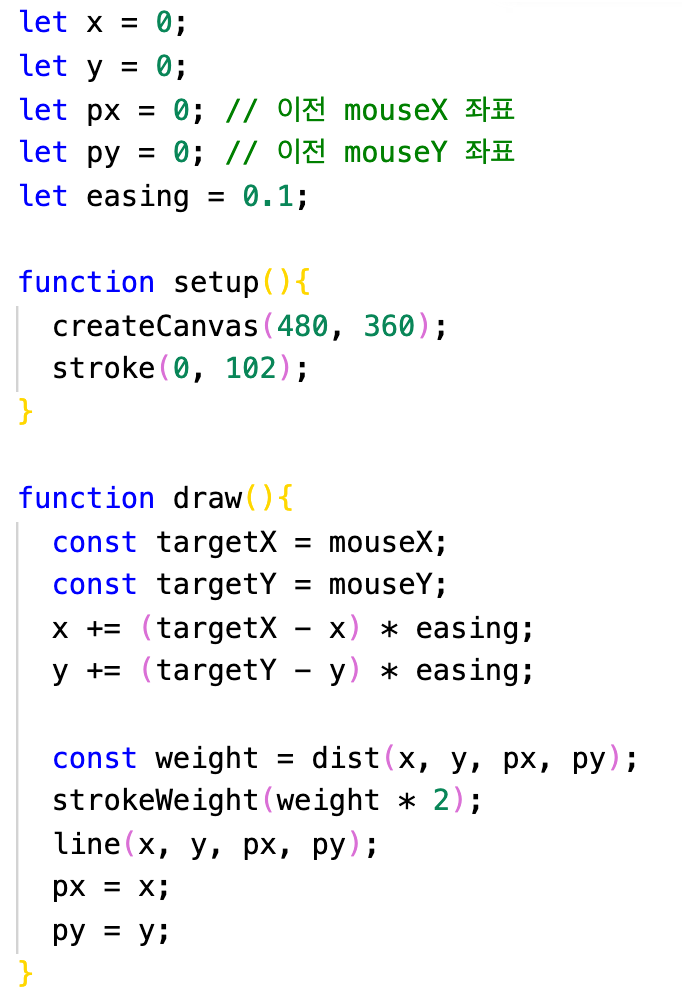 let x = 0;
let y = 0;
let px = 0; // 이전 mouseX 좌표
let py = 0; // 이전 mouseY 좌표
let easing = 0.1;

function setup(){
  createCanvas(480, 360);
  stroke(0, 102);
}

function draw(){
  const targetX = mouseX;
  const targetY = mouseY;
  x += (targetX - x) * easing;
  y += (targetY - y) * easing;

  const weight = dist(x, y, px, py);
  strokeWeight(weight * 2);
  line(x, y, px, py);
  px = x;
  py = y;
}